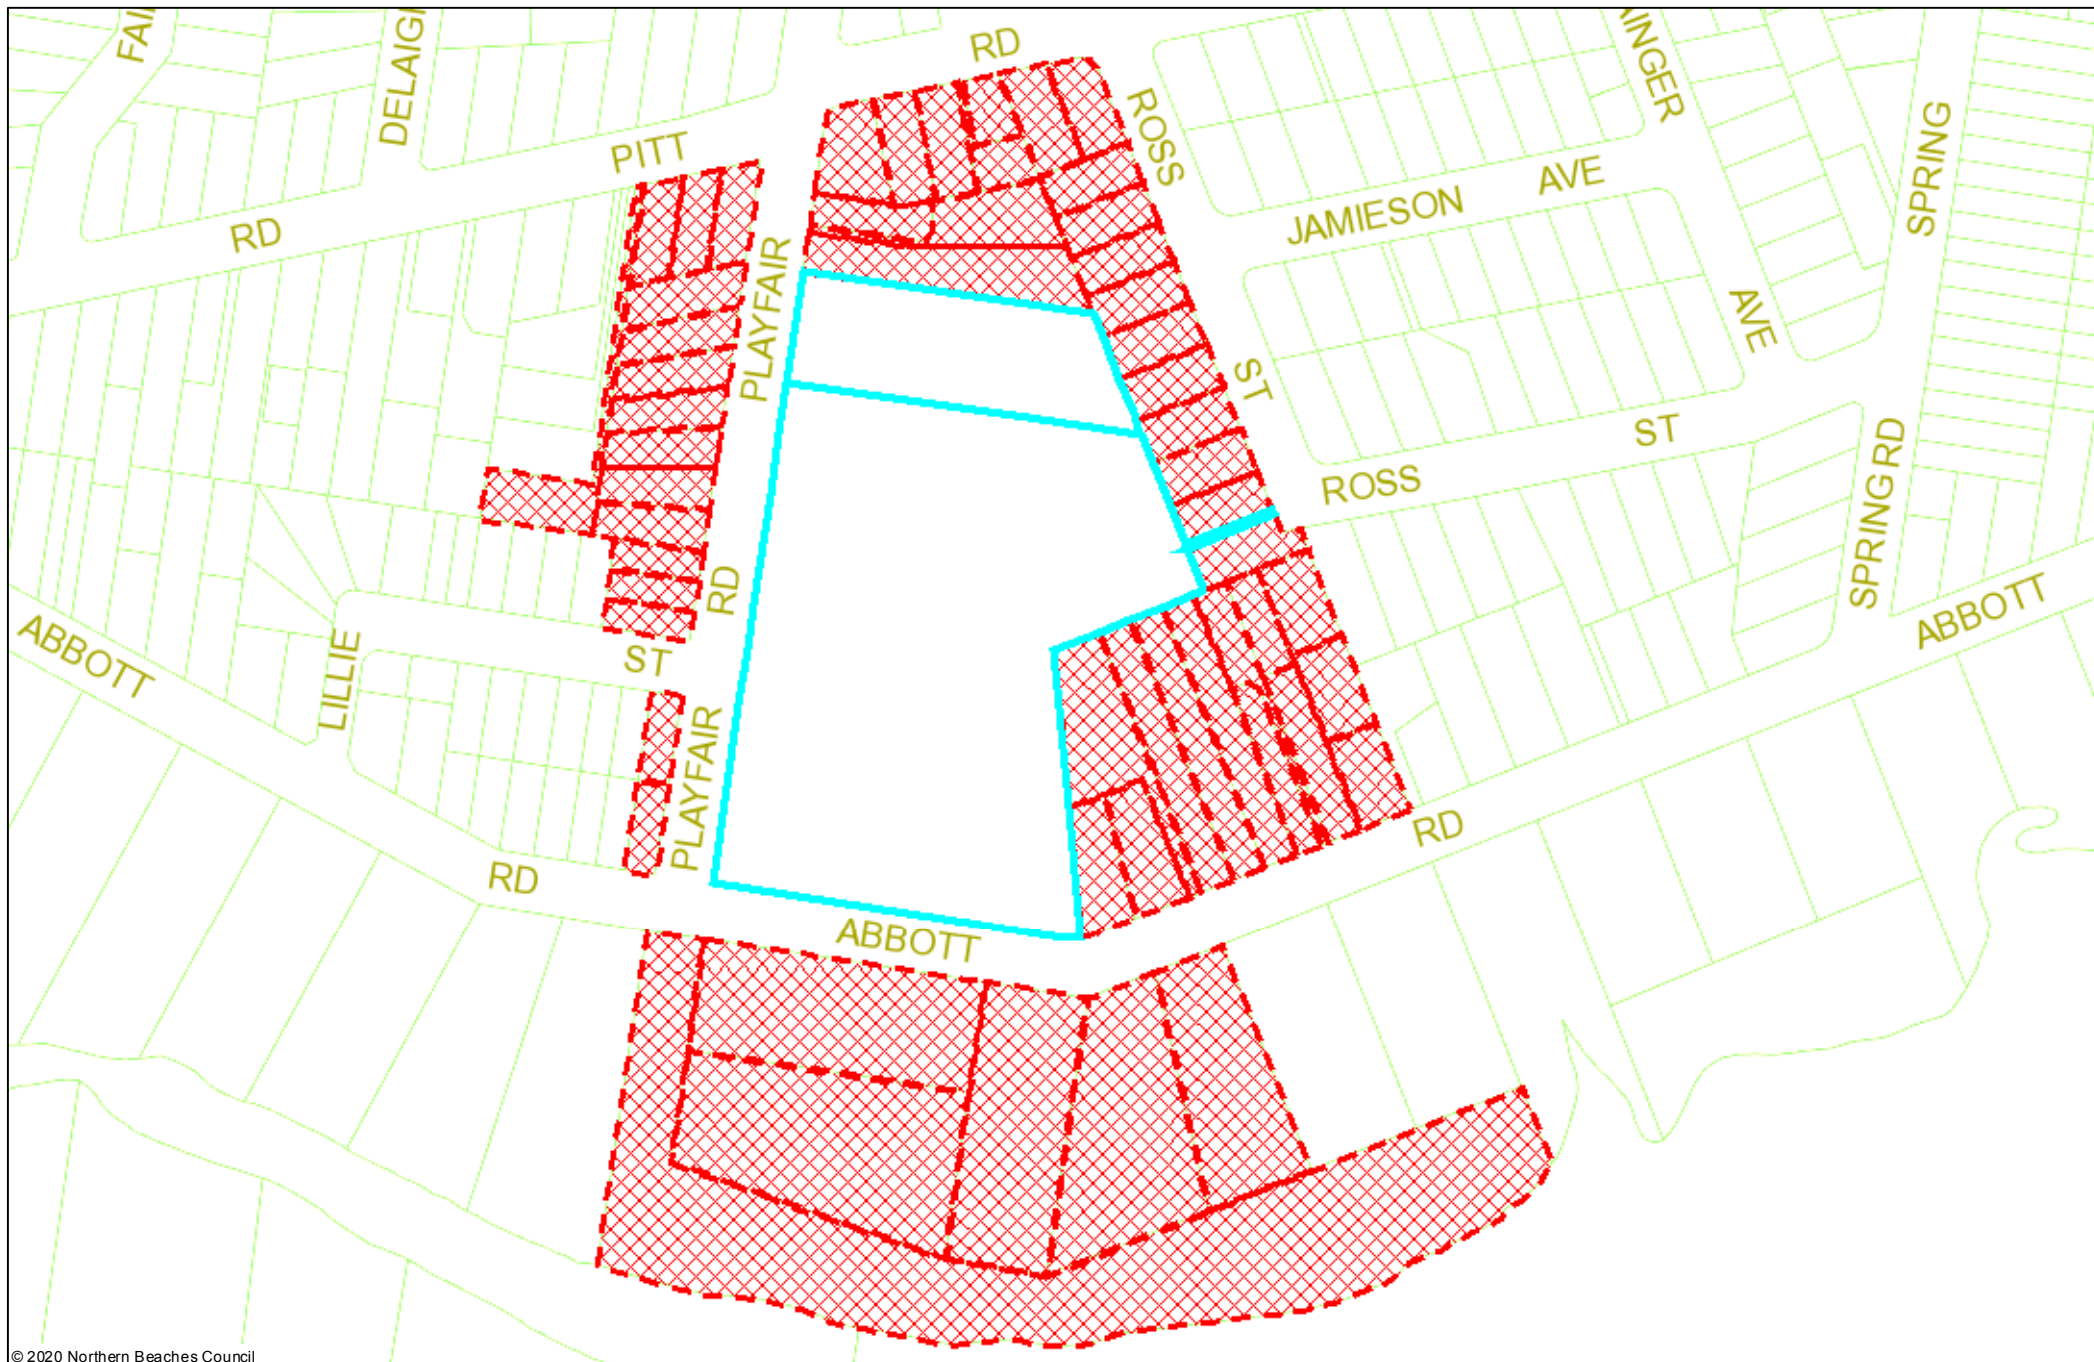 RD
DELAIG
PITT
RD
ROSS
JAMIESON
AVE
SPRING
PLAYFAIR
AVE
ST
ST
ROSS
SPRING RD
RD
ABBOTT
ABBOTT
LILLIE
ST
PLAYFAIR
RD
RD
ABBOTT
© 2020 Northern Beaches Council